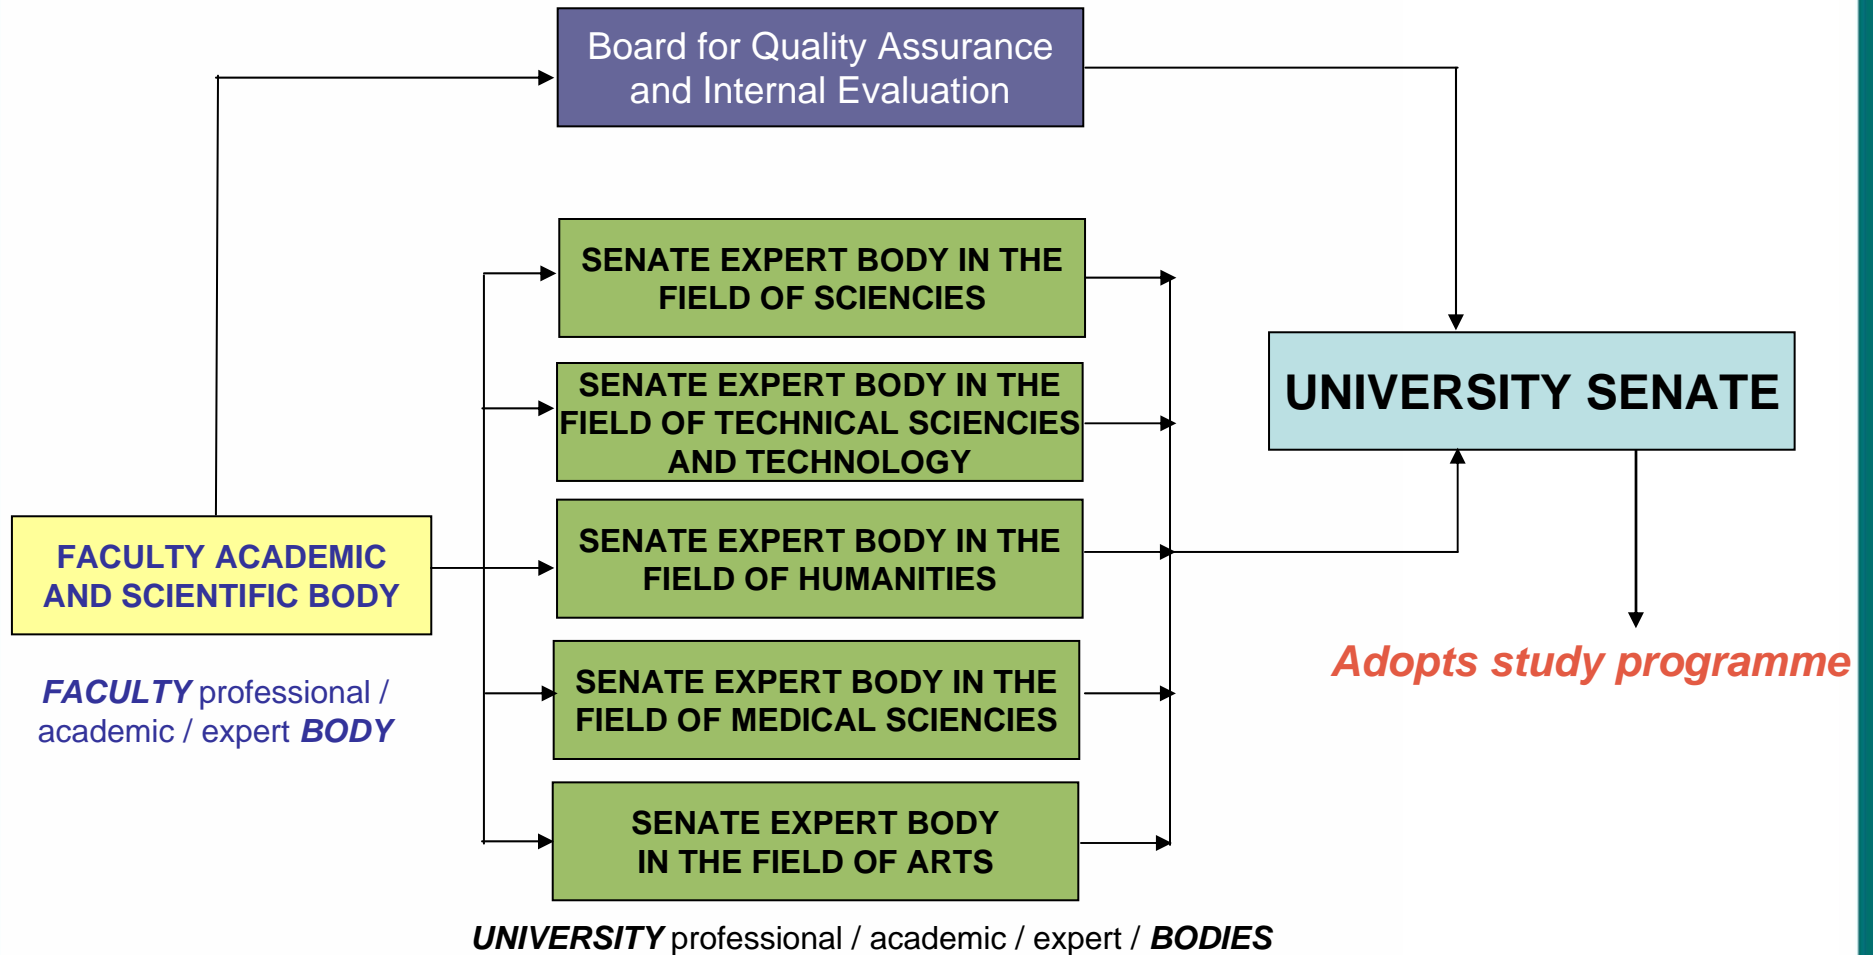 Board for Quality Assurance
and Internal Evaluation
SENATE EXPERT BODY IN THE
FIELD OF SCIENCIES
SENATE EXPERT BODY IN THE
FIELD OF TECHNICAL SCIENCIES
AND TECHNOLOGY
SENATE EXPERT BODY IN THE
FIELD OF HUMANITIES
SENATE EXPERT BODY IN THE
FIELD OF MEDICAL SCIENCIES
SENATE EXPERT BODY
IN THE FIELD OF ARTS
UNIVERSITY professional / academic / expert / BODIES
FACULTY ACADEMIC
AND SCIENTIFIC BODY
FACULTY professional /
academic / expert BODY
UNIVERSITY SENATE
Adopts study programme